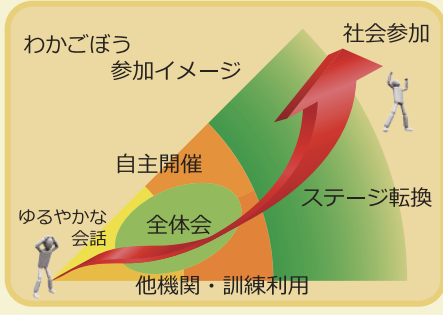 わかごぼう
参加イメージ
社会参加
自主開催
ステージ転換
ゆるやかな
会話
全体会
他機関・訓練利用